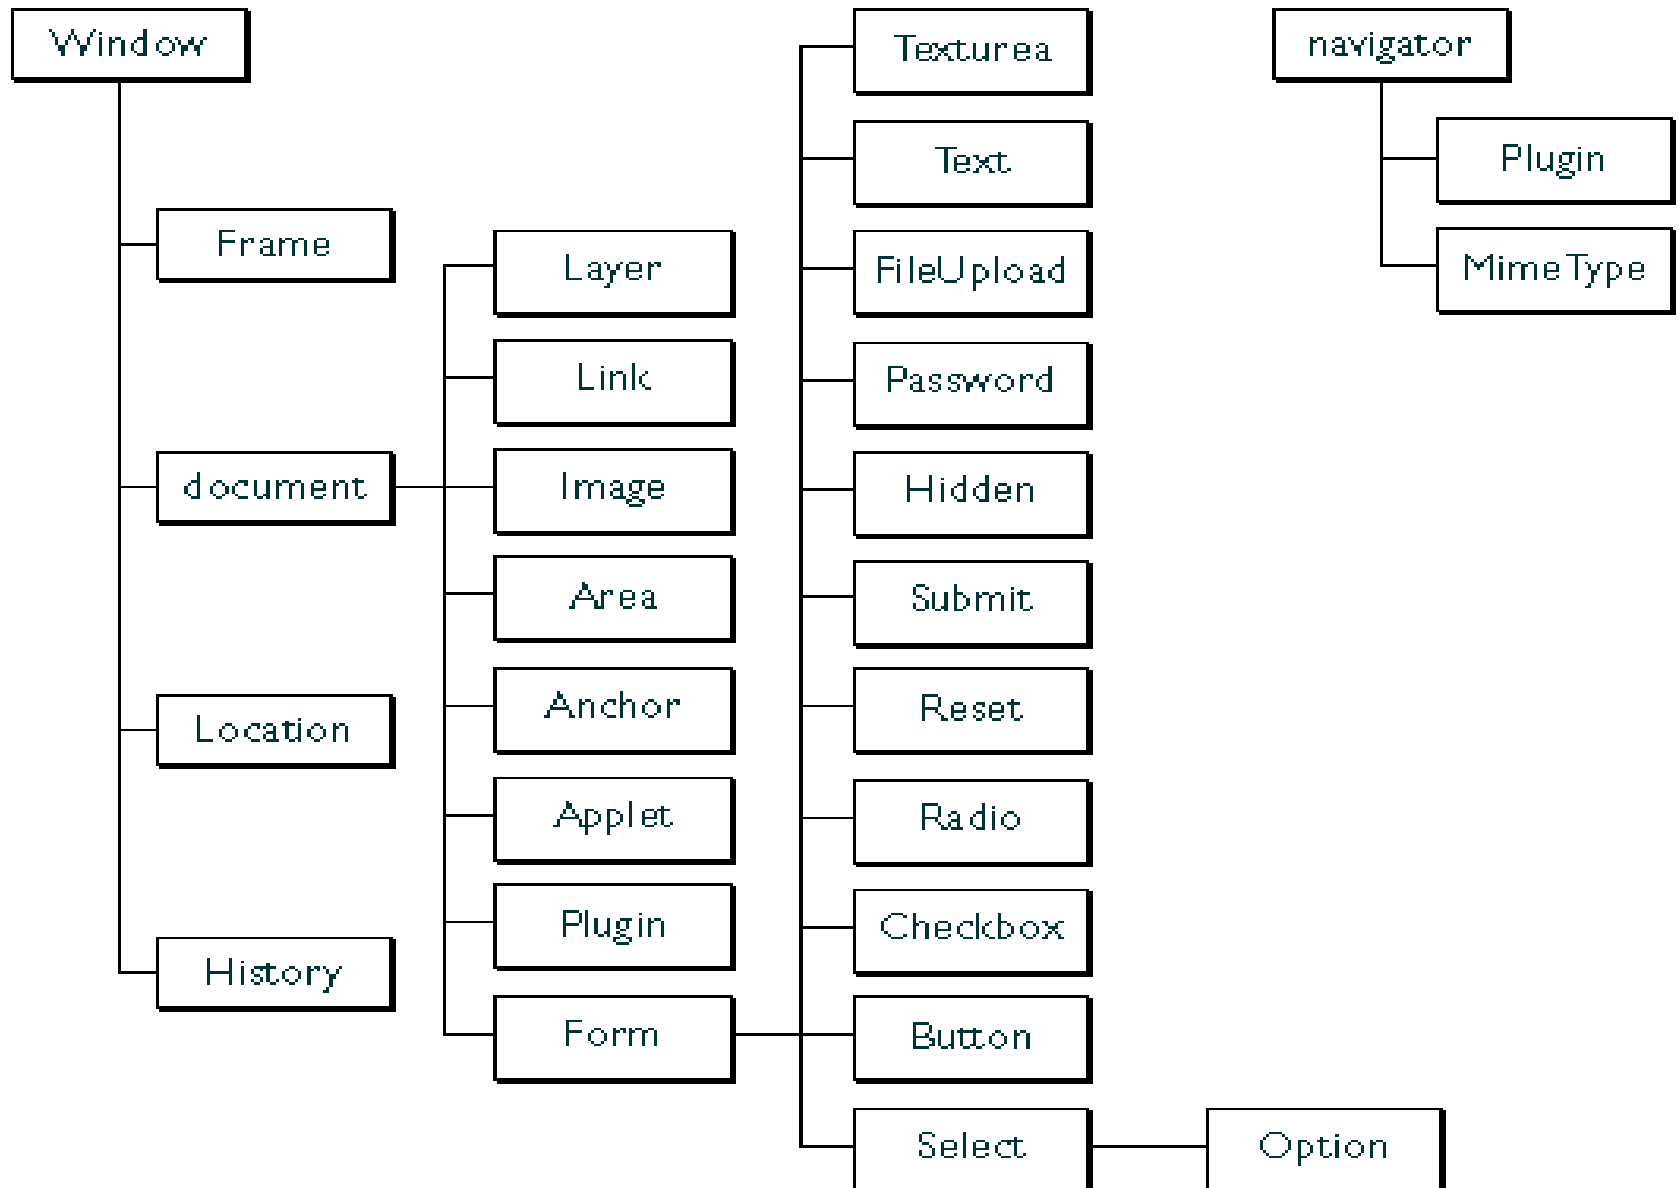 Window
Frame
document
Location
History
Layer
Link
Image
Area
Anchor
Applet
Plugin
Form
Texturea
Text
FileUpload
Password
Hidden
Submit
Reset
Radio
Checkbox
Button
Select
Option
navigator
Plugin
MimeType